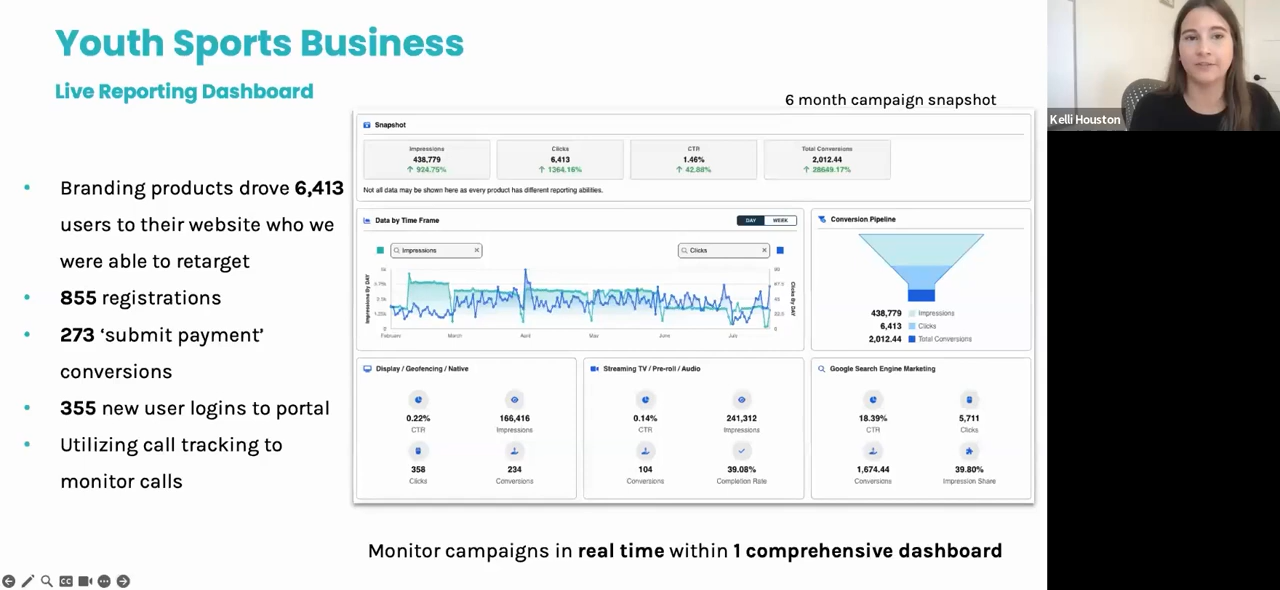 Youth Sports Business
Live Reporting Dashboard
6 month campaign snapshot
Kelli Houston
• Branding products drove 6,413
users to their website who we
were able to retarget
• 855 registrations
• 273 ‘submit payment’
conversions
• 355 new user logins to portal
• Utilizing call tracking to
monitor calls
Snapshot
Impressions
438,779
↑ 924.75%
Clicks
6,413
↑ 1364.16%
CTR
1.46%
↑ 42.88%
Total Conversions
2,012.44
↑ 28649.17%
Not all data may be shown here as every product has different reporting abilities.
Data by Time Frame
DAY WEEK
Impressions ×
Clicks ×
Impressions By DAY
Clicks By DAY
February March April May June July
Conversion Pipeline
438,779 Impressions
6,413 Clicks
2,012.44 Total Conversions
Display / Geofencing / Native
0.22%
CTR
166,416
Impressions
358
Clicks
234
Conversions
Streaming TV / Pre-roll / Audio
0.14%
CTR
241,312
Impressions
104
Conversions
39.08%
Completion Rate
Google Search Engine Marketing
18.39%
CTR
5,711
Clicks
1,674.44
Conversions
39.80%
Impression Share
Monitor campaigns in real time within 1 comprehensive dashboard
CC